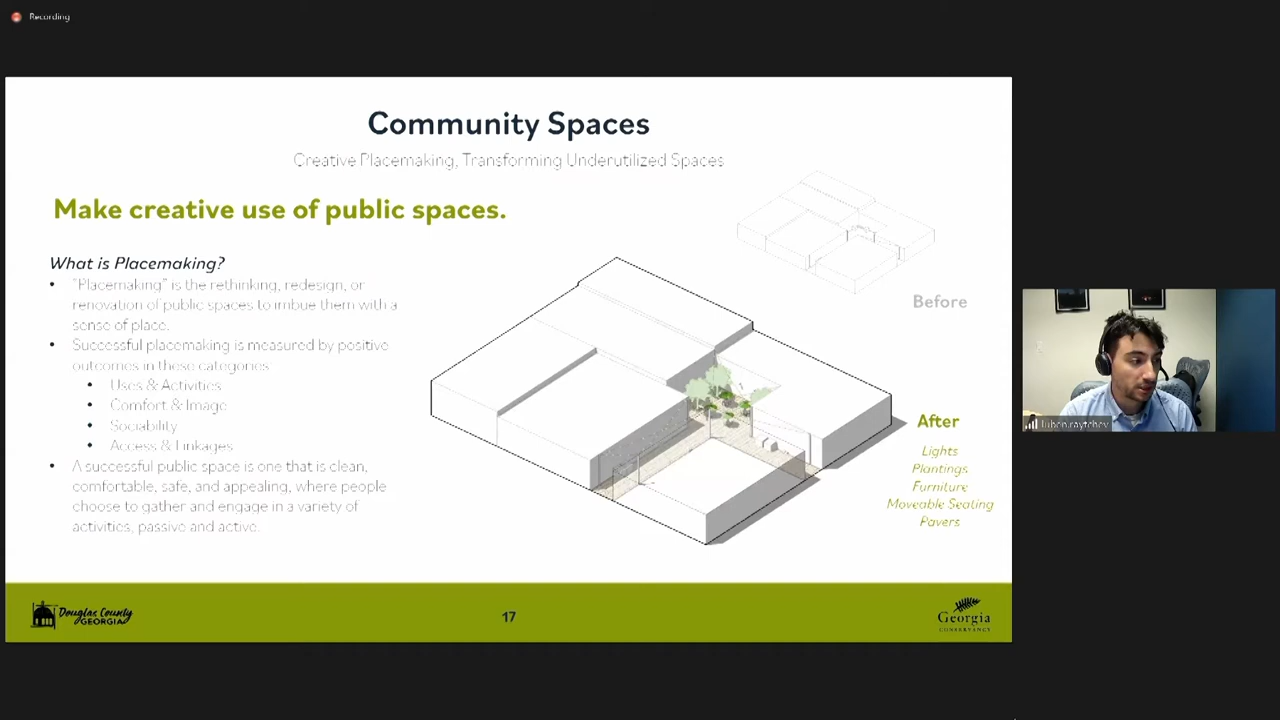 Recording
Community Spaces
Creative Placemaking, Transforming Underutilized Spaces
Make creative use of public spaces.
What is Placemaking?
• "Placemaking" is the rethinking, redesign, or
renovation of public spaces to imbue them with a
sense of place.
• Successful placemaking is measured by positive
outcomes in these categories
• Uses & Activities
• Comfort & Image
• Sociability
• Access & Linkages
• A successful public space is one that is clean,
comfortable, safe, and appealing, where people
choose to gather and engage in a variety of
activities, passive and active.
Before
After
Lights
Plantings
Furniture
Moveable Seating
Pavers
luben.raytchev
Douglas County
GEORGIA
17
Georgia
CONSERVANCY